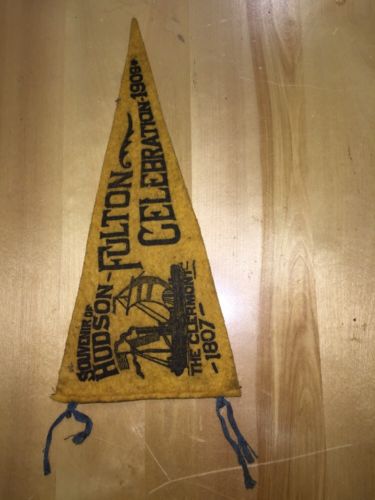 SOUVENIR OF
HUDSON-FULTON
CELEBRATION-1909
THE CLERMONT
-1807-